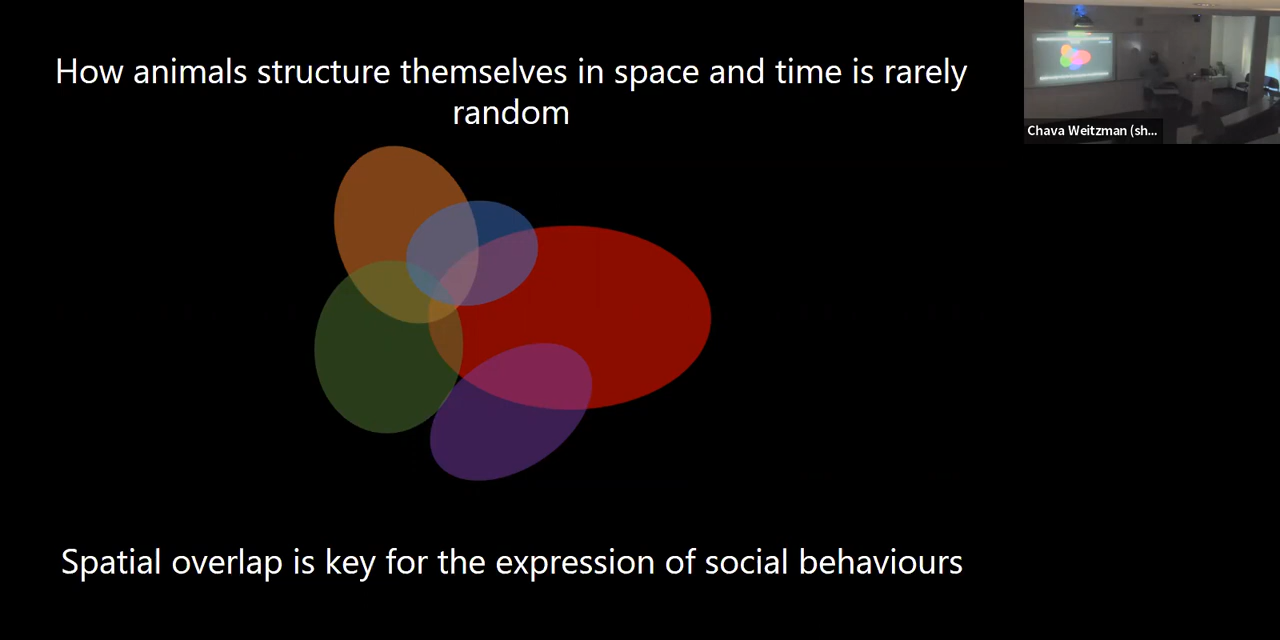 How animals structure themselves in space and time is rarely
random
Chava Weitzman (sh...
Spatial overlap is key for the expression of social behaviours